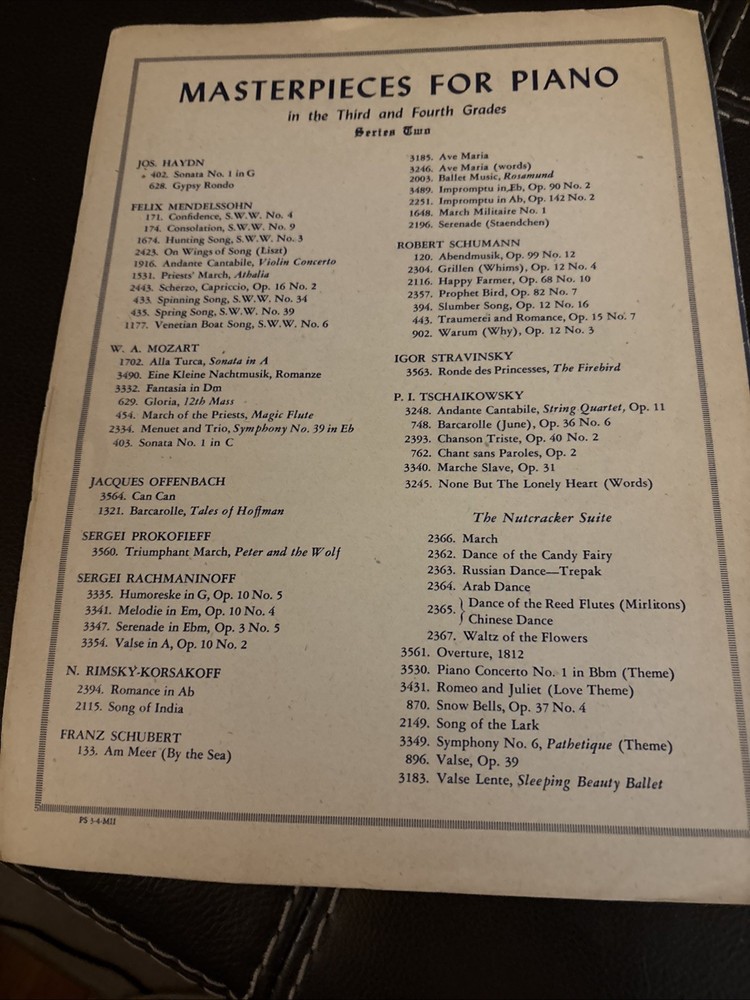 MASTERPIECES FOR PIANO
in the Third and Fourth Grades
Series Two
JOS. HAYDN
402. Sonata No. 1 in G
628. Gypsy Rondo
FELIX MENDELSSOHN
171. Confidence, S.W.W. No. 4
174. Consolation, S.W.W. No. 9
1674. Hunting Song, S.W.W. No. 3
2423. On Wings of Song (Liszt)
1916. Andante Cantabile, Violin Concerto
1531. Priests' March, Athalia
2443. Scherzo, Capriccio, Op. 16 No. 2
433. Spinning Song, S.W.W. No. 34
435. Spring Song, S.W.W. No. 39
1177. Venetian Boat Song, S.W.W. No. 6
W. A. MOZART
1702. Alla Turca, Sonata in A
3490. Eine Kleine Nachtmusik, Romanze
3332. Fantasia in Dm
629. Gloria, 12th Mass
454. March of the Priests, Magic Flute
2334. Menuet and Trio, Symphony No. 39 in Eb
403. Sonata No. 1 in C
JACQUES OFFENBACH
3564. Can Can
1321. Barcarolle, Tales of Hoffman
SERGEI PROKOFIEFF
3560. Triumphant March, Peter and the Wolf
SERGEI RACHMANINOFF
3335. Humoreske in G, Op. 10 No. 5
3341. Melodie in Em, Op. 10 No. 4
3347. Serenade in Ebm, Op. 3 No. 5
3354. Valse in A, Op. 10 No. 2
N. RIMSKY-KORSAKOFF
2394. Romance in Ab
2115. Song of India
FRANZ SCHUBERT
133. Am Meer (By the Sea)
3185. Ave Maria
3246. Ave Maria (words)
2003. Ballet Music, Rosamund
3489. Impromptu in Eb, Op. 90 No. 2
2251. Impromptu in Ab, Op. 142 No. 2
1648. March Militaire No. 1
2196. Serenade (Staendchen)
ROBERT SCHUMANN
120. Abendmusik, Op. 99 No. 12
2304. Grillen (Whims), Op. 12 No. 4
2116. Happy Farmer, Op. 68 No. 10
2357. Prophet Bird, Op. 82 No. 7
394. Slumber Song, Op. 12 No. 16
443. Traumerei and Romance, Op. 15 No. 7
902. Warum (Why), Op. 12 No. 3
IGOR STRAVINSKY
3563. Ronde des Princesses, The Firebird
P. I. TSCHAIKOWSKY
3248. Andante Cantabile, String Quartet, Op. 11
748. Barcarolle (June), Op. 36 No. 6
2393. Chanson Triste, Op. 40 No. 2
762. Chant sans Paroles, Op. 2
3340. Marche Slave, Op. 31
3245. None But The Lonely Heart (Words)
The Nutcracker Suite
2366. March
2362. Dance of the Candy Fairy
2363. Russian Dance—Trepak
2364. Arab Dance
2365. Dance of the Reed Flutes (Mirlitons)
Chinese Dance
2367. Waltz of the Flowers
3561. Overture, 1812
3530. Piano Concerto No. 1 in Bbm (Theme)
3431. Romeo and Juliet (Love Theme)
870. Snow Bells, Op. 37 No. 4
2149. Song of the Lark
3349. Symphony No. 6, Pathetique (Theme)
896. Valse, Op. 39
3183. Valse Lente, Sleeping Beauty Ballet
PS 3-4-MII